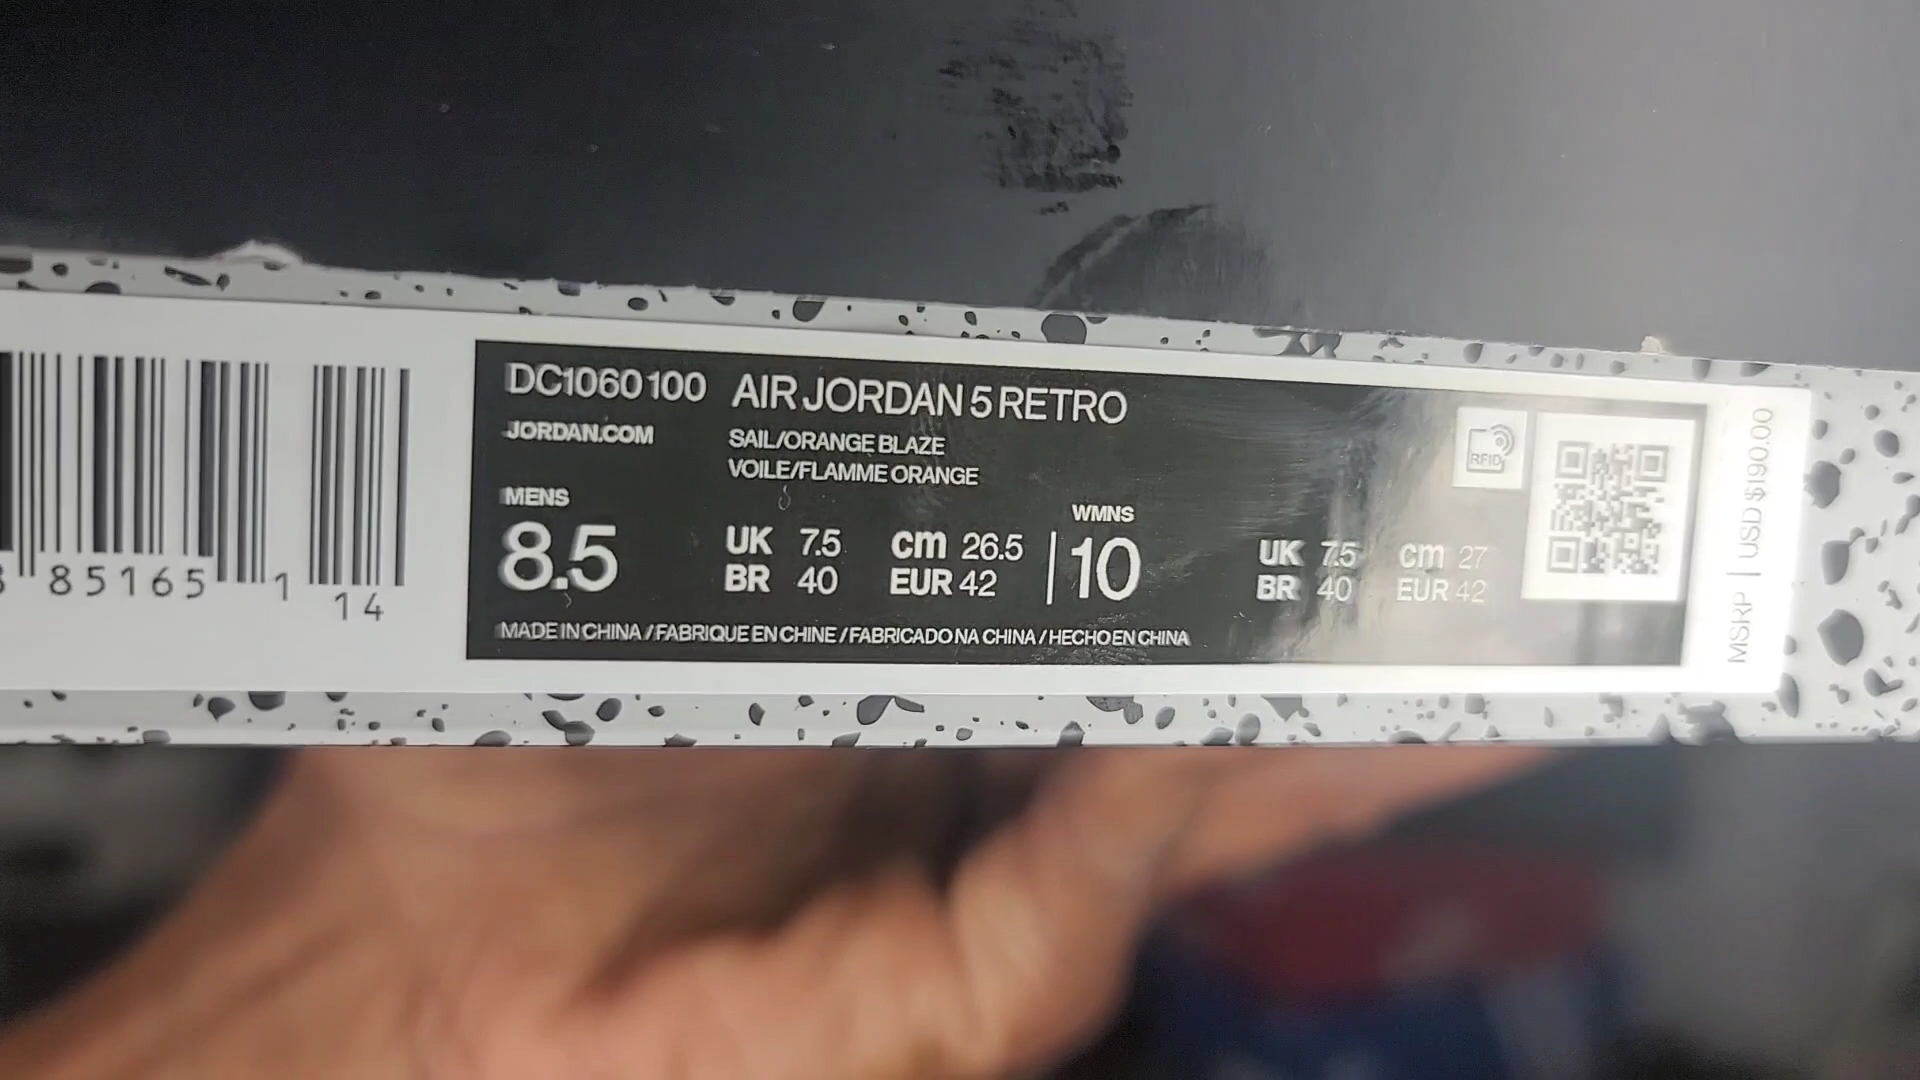 85165 1 14
DC1060 100 AIR JORDAN 5 RETRO
JORDAN.COM
SAIL/ORANGE BLAZE
VOILE/FLAMME ORANGE
MENS
8.5
UK 7.5
BR 40
cm 26.5
EUR 42
WMNS
10
UK 7.5
BR 40
cm 27
EUR 42
MADE IN CHINA / FABRIQUE EN CHINE / FABRICADO NA CHINA / HECHO EN CHINA
RFID
MSRP | USD $190.00